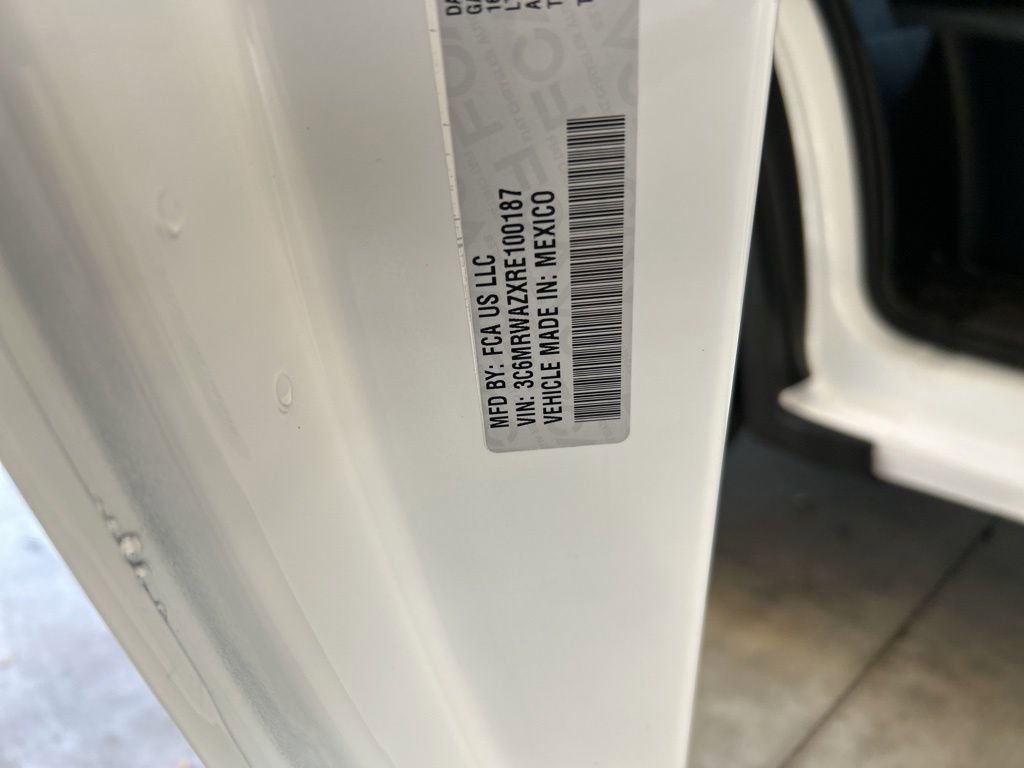 MFD BY: FCA US LLC
VIN: 3C6MRWAZXRE100187
VEHICLE MADE IN: MEXICO